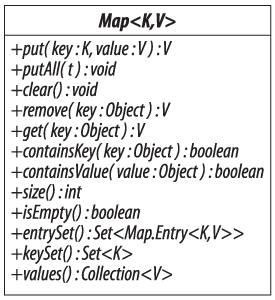 Map<K,V>
+put( key : K, value : V ) : V
+putAll( t ) : void
+clear() : void
+remove( key : Object ) : V
+get( key : Object ) : V
+containsKey( key : Object ) : boolean
+containsValue( value : Object ) : boolean
+size() : int
+isEmpty() : boolean
+entrySet() : Set<Map.Entry<K,V>>
+keySet() : Set<K>
+values() : Collection<V>